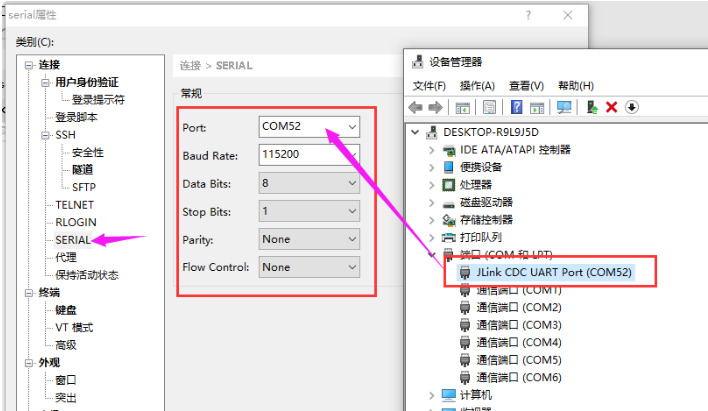 serial属性
类别(C):
连接
用户身份验证
登录提示符
登录脚本
SSH
安全性
隧道
SFTP
TELNET
RLOGIN
SERIAL
代理
保持活动状态
终端
键盘
VT 模式
高级
外观
窗口
突出
连接 > SERIAL
常规
Port: COM52
Baud Rate: 115200
Data Bits: 8
Stop Bits: 1
Parity: None
Flow Control: None
设备管理器
文件(F) 操作(A) 查看(V) 帮助(H)
DESKTOP-R9L9J5D
IDE ATA/ATAPI 控制器
便携设备
处理器
磁盘驱动器
存储控制器
打印队列
端口 (COM 和 LPT)
JLink CDC UART Port (COM52)
通信端口 (COM1)
通信端口 (COM2)
通信端口 (COM3)
通信端口 (COM4)
通信端口 (COM5)
通信端口 (COM6)
计算机